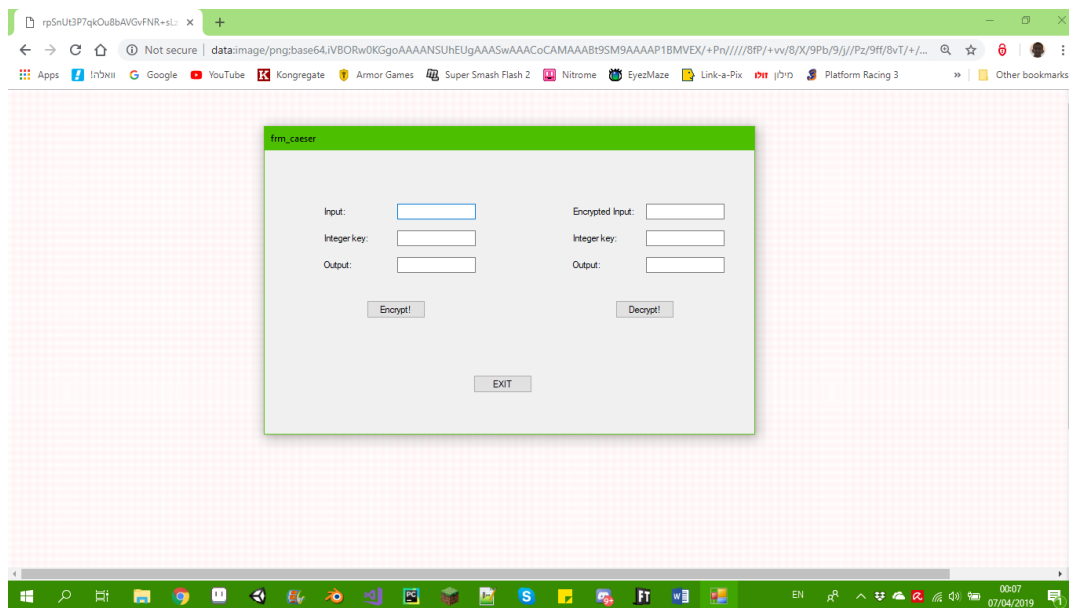 rpSnUt3P7qkOu8bAVGvFNR+sLz
Not secure | data:image/png;base64,iVBORw0KGgoAAAANSUhEUgAAASwAAACoCAMAAABt9SM9AAAAP1BMVEX/+Pn/////8fP/+vv/8/X/9Pb/9/j//Pz/9ff/8vT/+/...
Apps וואלה! Google YouTube Kongregate Armor Games Super Smash Flash 2 Nitrome EyezMaze Link-a-Pix מילון זולו Platform Racing 3 » Other bookmarks
frm_caeser
Input: Encrypted Input:
Integer key: Integer key:
Output: Output:
Encrypt! Decrypt!
EXIT
EN 00:07
07/04/2019